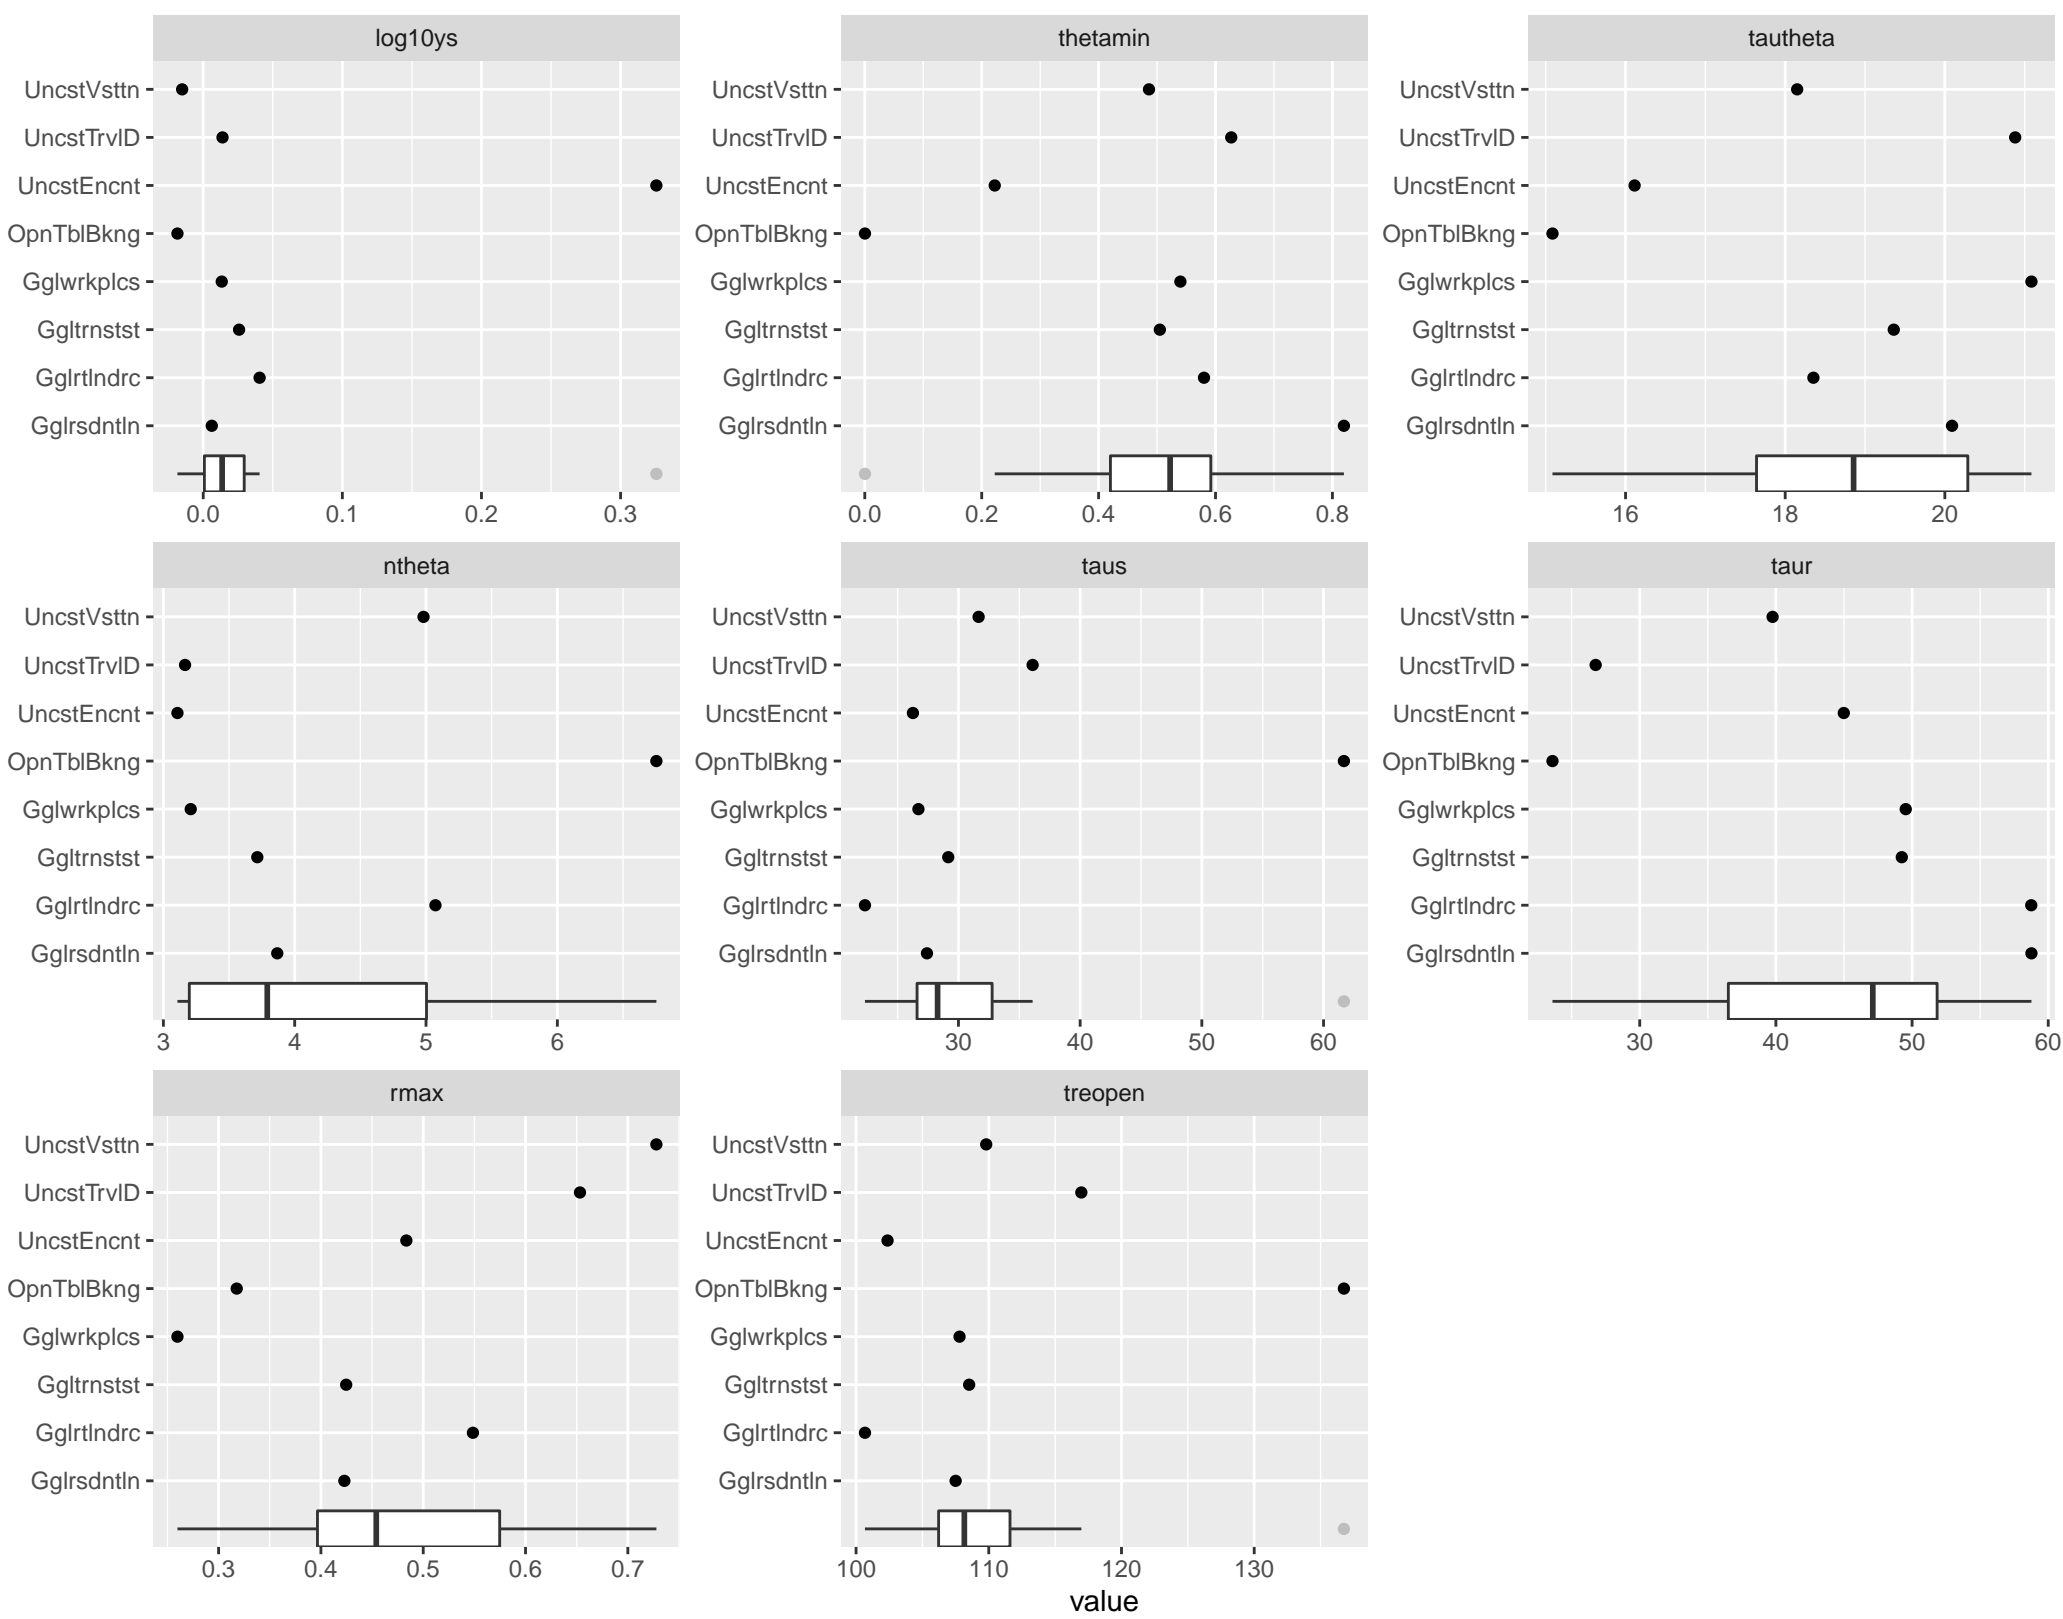 log10ys
UncstVsttn
UncstTrvlD
UncstEncnt
OpnTblBkng
Gglwrkplcs
Ggltrnstst
Gglrtlndrc
Gglrsdntln
0.0 0.1 0.2 0.3
thetamin
UncstVsttn
UncstTrvlD
UncstEncnt
OpnTblBkng
Gglwrkplcs
Ggltrnstst
Gglrtlndrc
Gglrsdntln
0.0 0.2 0.4 0.6 0.8
tautheta
UncstVsttn
UncstTrvlD
UncstEncnt
OpnTblBkng
Gglwrkplcs
Ggltrnstst
Gglrtlndrc
Gglrsdntln
16 18 20
ntheta
UncstVsttn
UncstTrvlD
UncstEncnt
OpnTblBkng
Gglwrkplcs
Ggltrnstst
Gglrtlndrc
Gglrsdntln
3 4 5 6
taus
UncstVsttn
UncstTrvlD
UncstEncnt
OpnTblBkng
Gglwrkplcs
Ggltrnstst
Gglrtlndrc
Gglrsdntln
30 40 50 60
taur
UncstVsttn
UncstTrvlD
UncstEncnt
OpnTblBkng
Gglwrkplcs
Ggltrnstst
Gglrtlndrc
Gglrsdntln
30 40 50 60
rmax
UncstVsttn
UncstTrvlD
UncstEncnt
OpnTblBkng
Gglwrkplcs
Ggltrnstst
Gglrtlndrc
Gglrsdntln
0.3 0.4 0.5 0.6 0.7
treopen
UncstVsttn
UncstTrvlD
UncstEncnt
OpnTblBkng
Gglwrkplcs
Ggltrnstst
Gglrtlndrc
Gglrsdntln
100 110 120 130
value